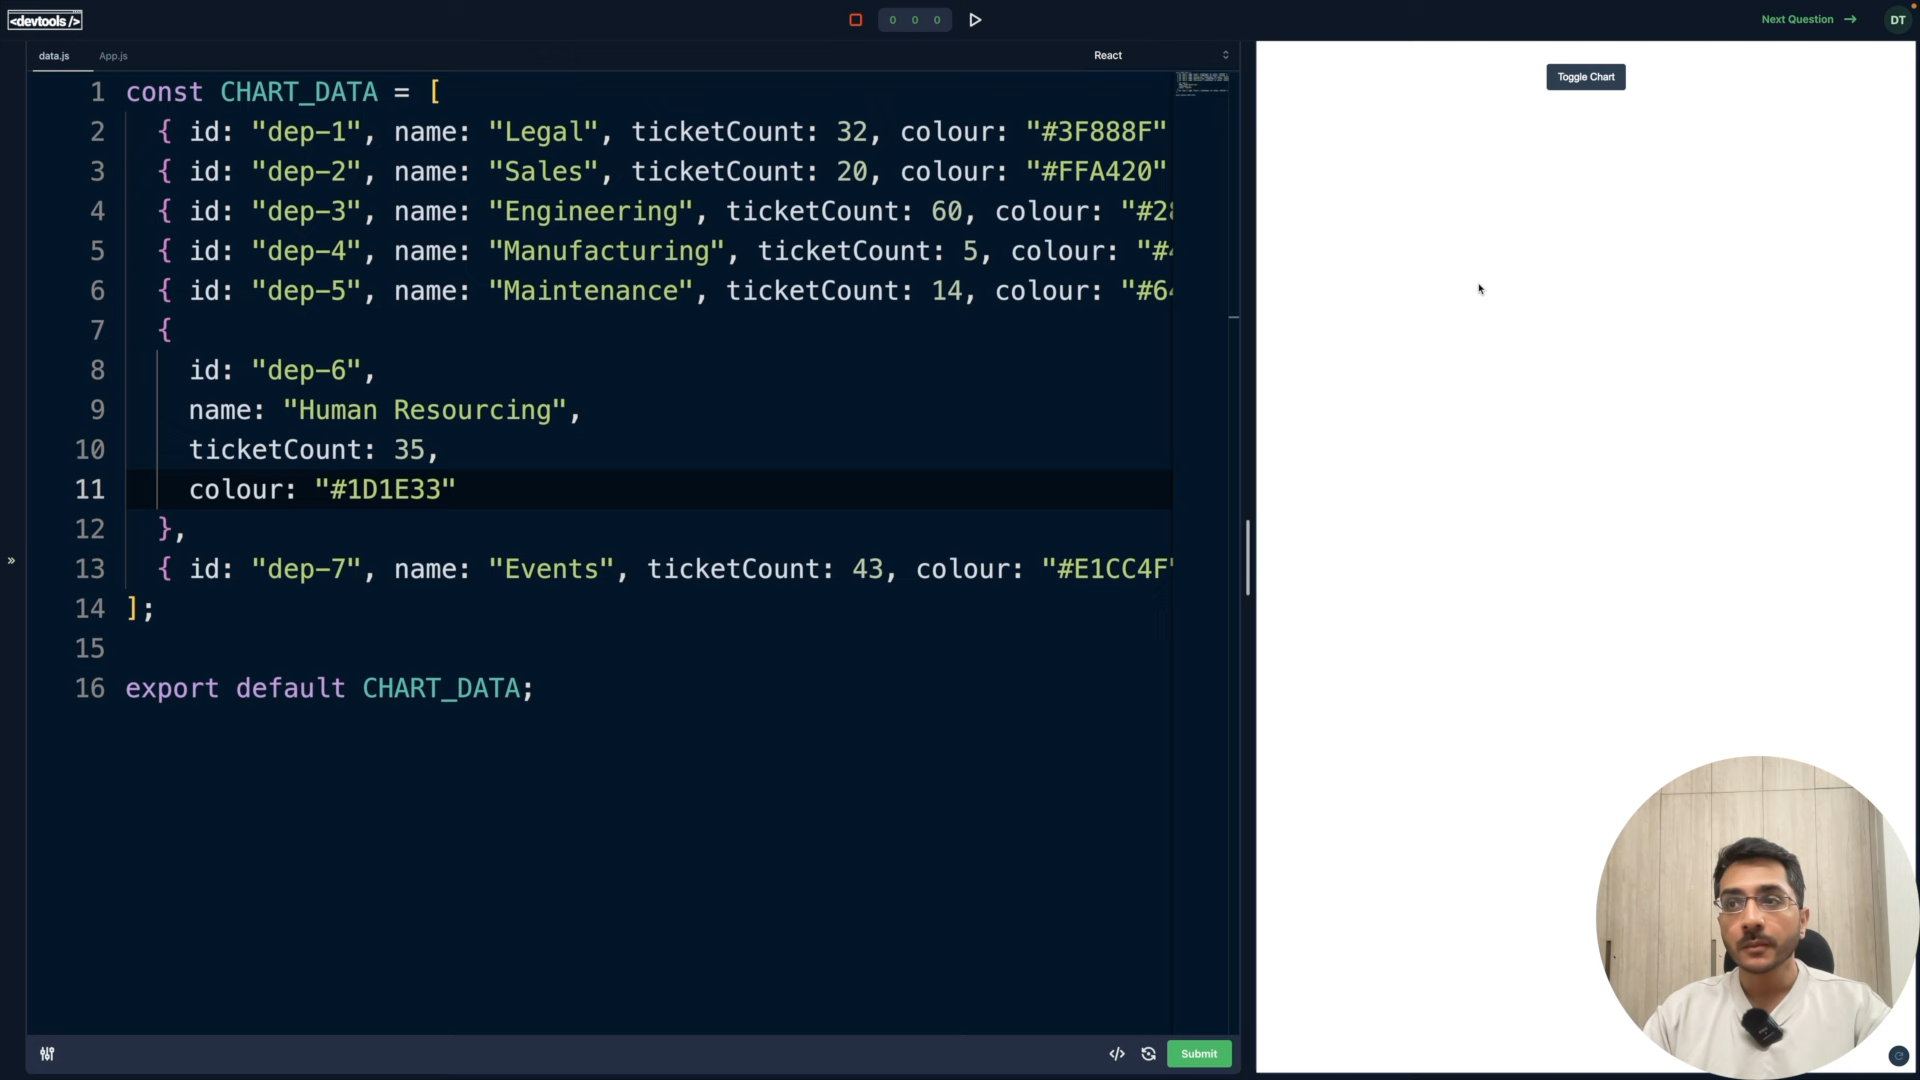 <devtools />
0 0 0
Next Question
DT
data.js
App.js
React
Toggle Chart
1 const CHART_DATA = [
2 { id: "dep-1", name: "Legal", ticketCount: 32, colour: "#3F888F"
3 { id: "dep-2", name: "Sales", ticketCount: 20, colour: "#FFA420"
4 { id: "dep-3", name: "Engineering", ticketCount: 60, colour: "#28
5 { id: "dep-4", name: "Manufacturing", ticketCount: 5, colour: "#4
6 { id: "dep-5", name: "Maintenance", ticketCount: 14, colour: "#64
7 {
8 id: "dep-6",
9 name: "Human Resourcing",
10 ticketCount: 35,
11 colour: "#1D1E33"
12 },
13 { id: "dep-7", name: "Events", ticketCount: 43, colour: "#E1CC4F"
14 ];
15
16 export default CHART_DATA;
Submit